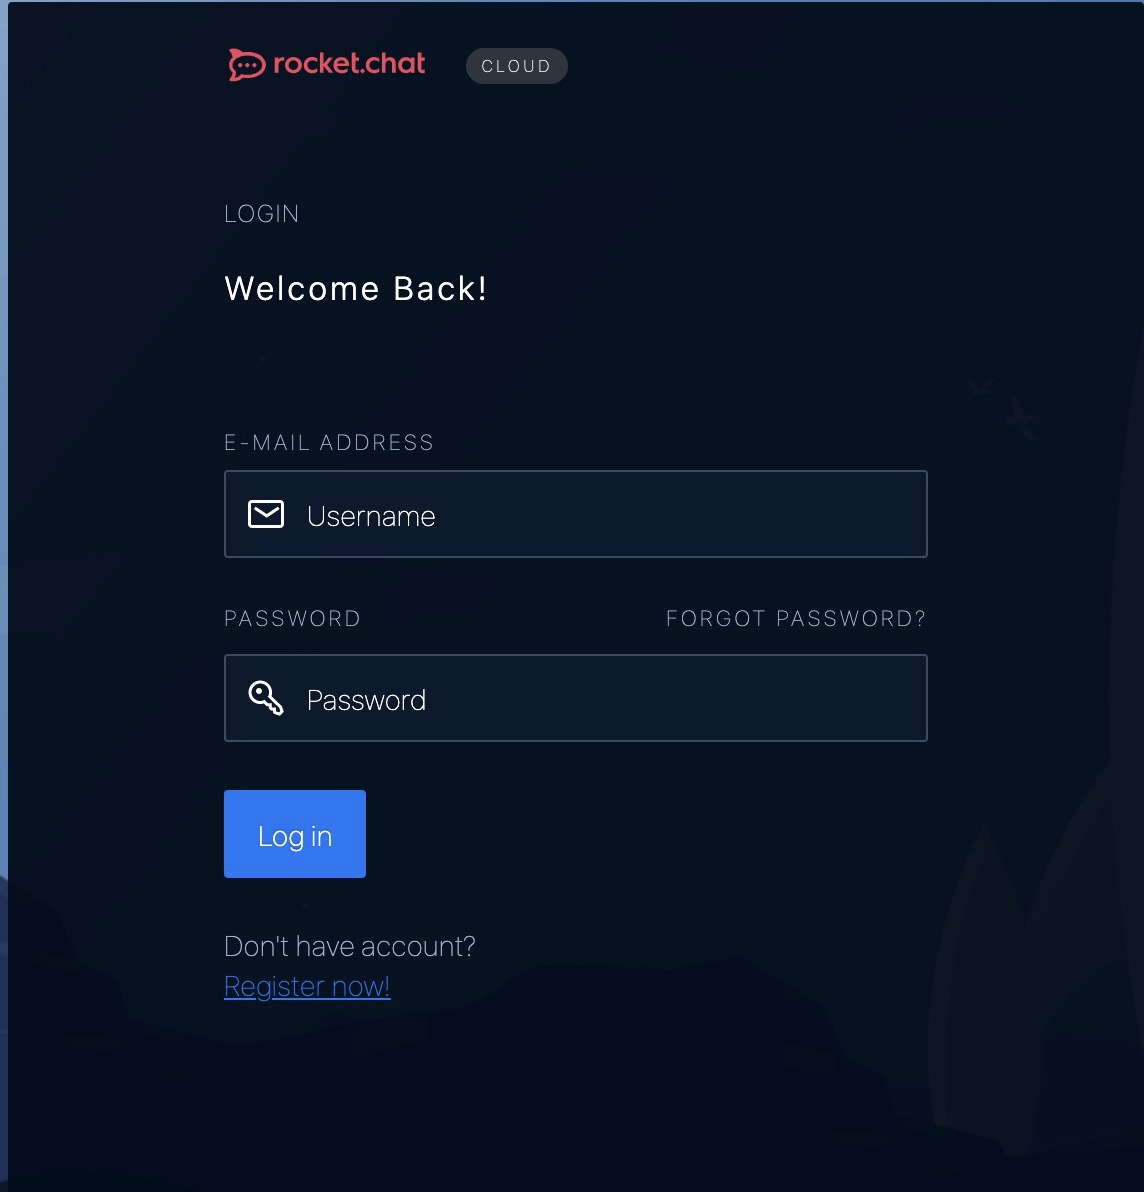 rocket.chat CLOUD
LOGIN
Welcome Back!
E-MAIL ADDRESS
Username
PASSWORD FORGOT PASSWORD?
Password
Log in
Don't have account?
Register now!